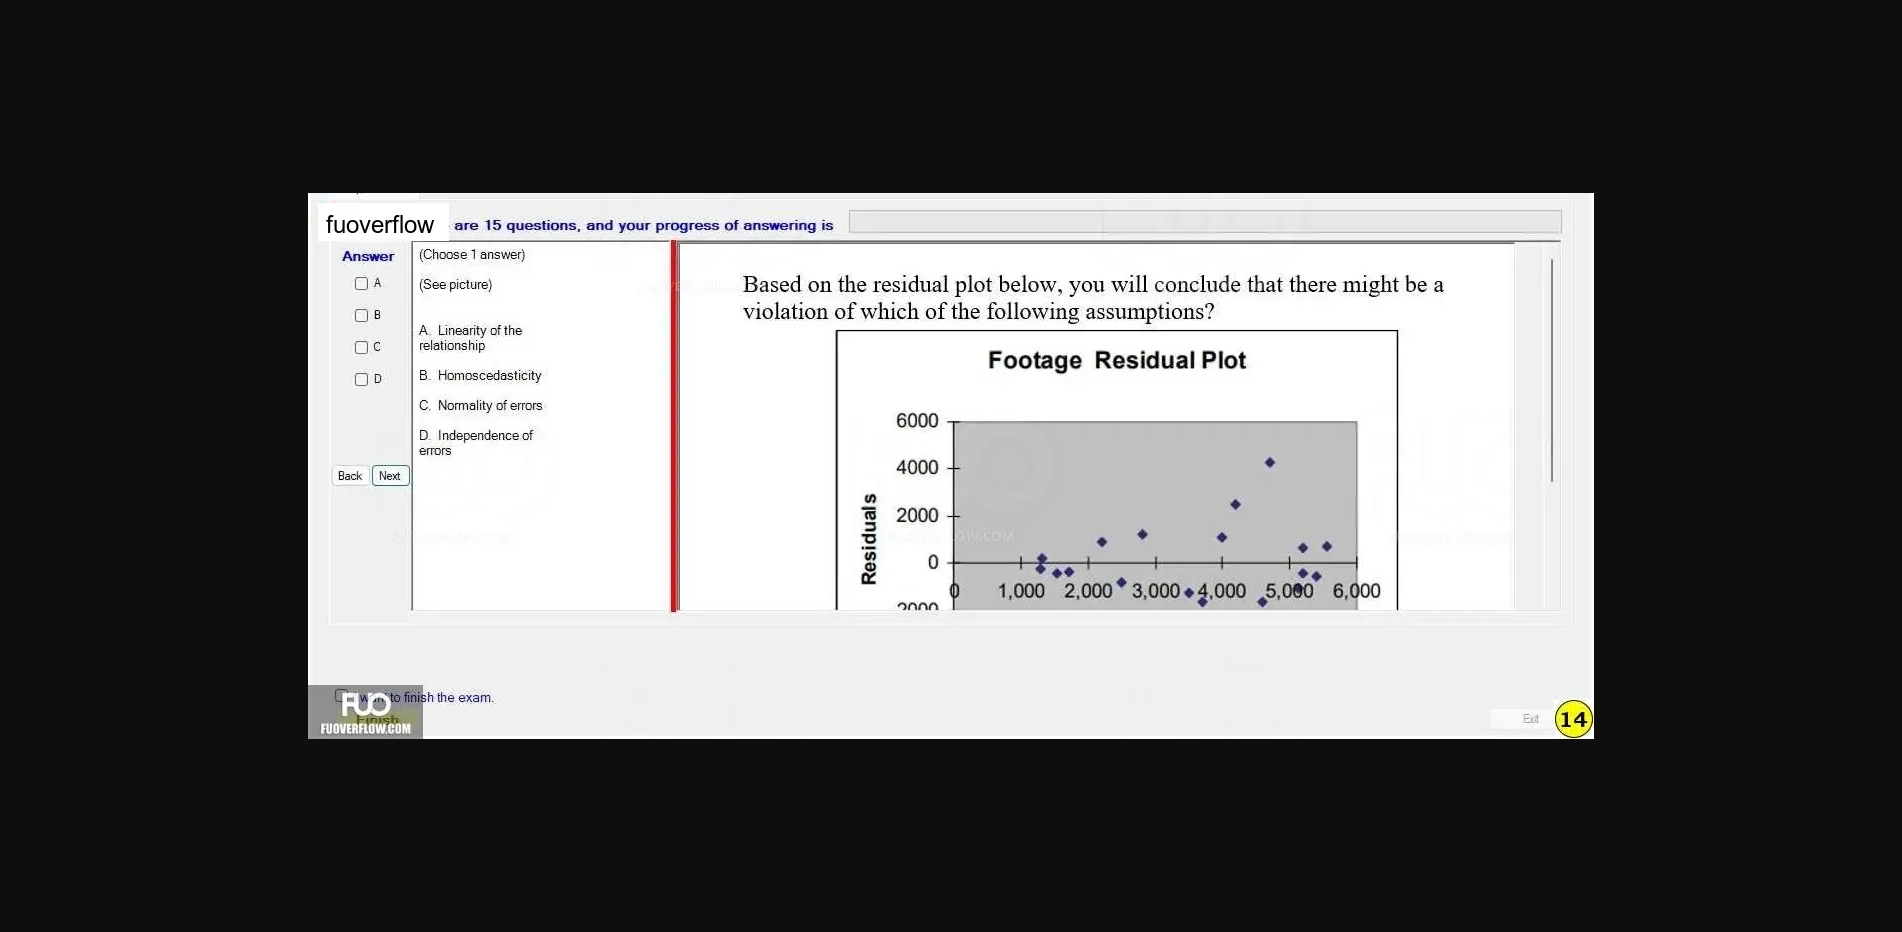 fuoverflow are 15 questions, and your progress of answering is
Answer
A
B
C
D
Back Next
(Choose 1 answer)
(See picture)
A. Linearity of the
relationship
B. Homoscedasticity
C. Normality of errors
D. Independence of
errors
Based on the residual plot below, you will conclude that there might be a
violation of which of the following assumptions?
Footage Residual Plot
Residuals
6000
4000
2000
0
2000
0 1,000 2,000 3,000 4,000 5,000 6,000
I want to finish the exam.
Finish
FUO
FUOVERFLOW.COM
Exit
14